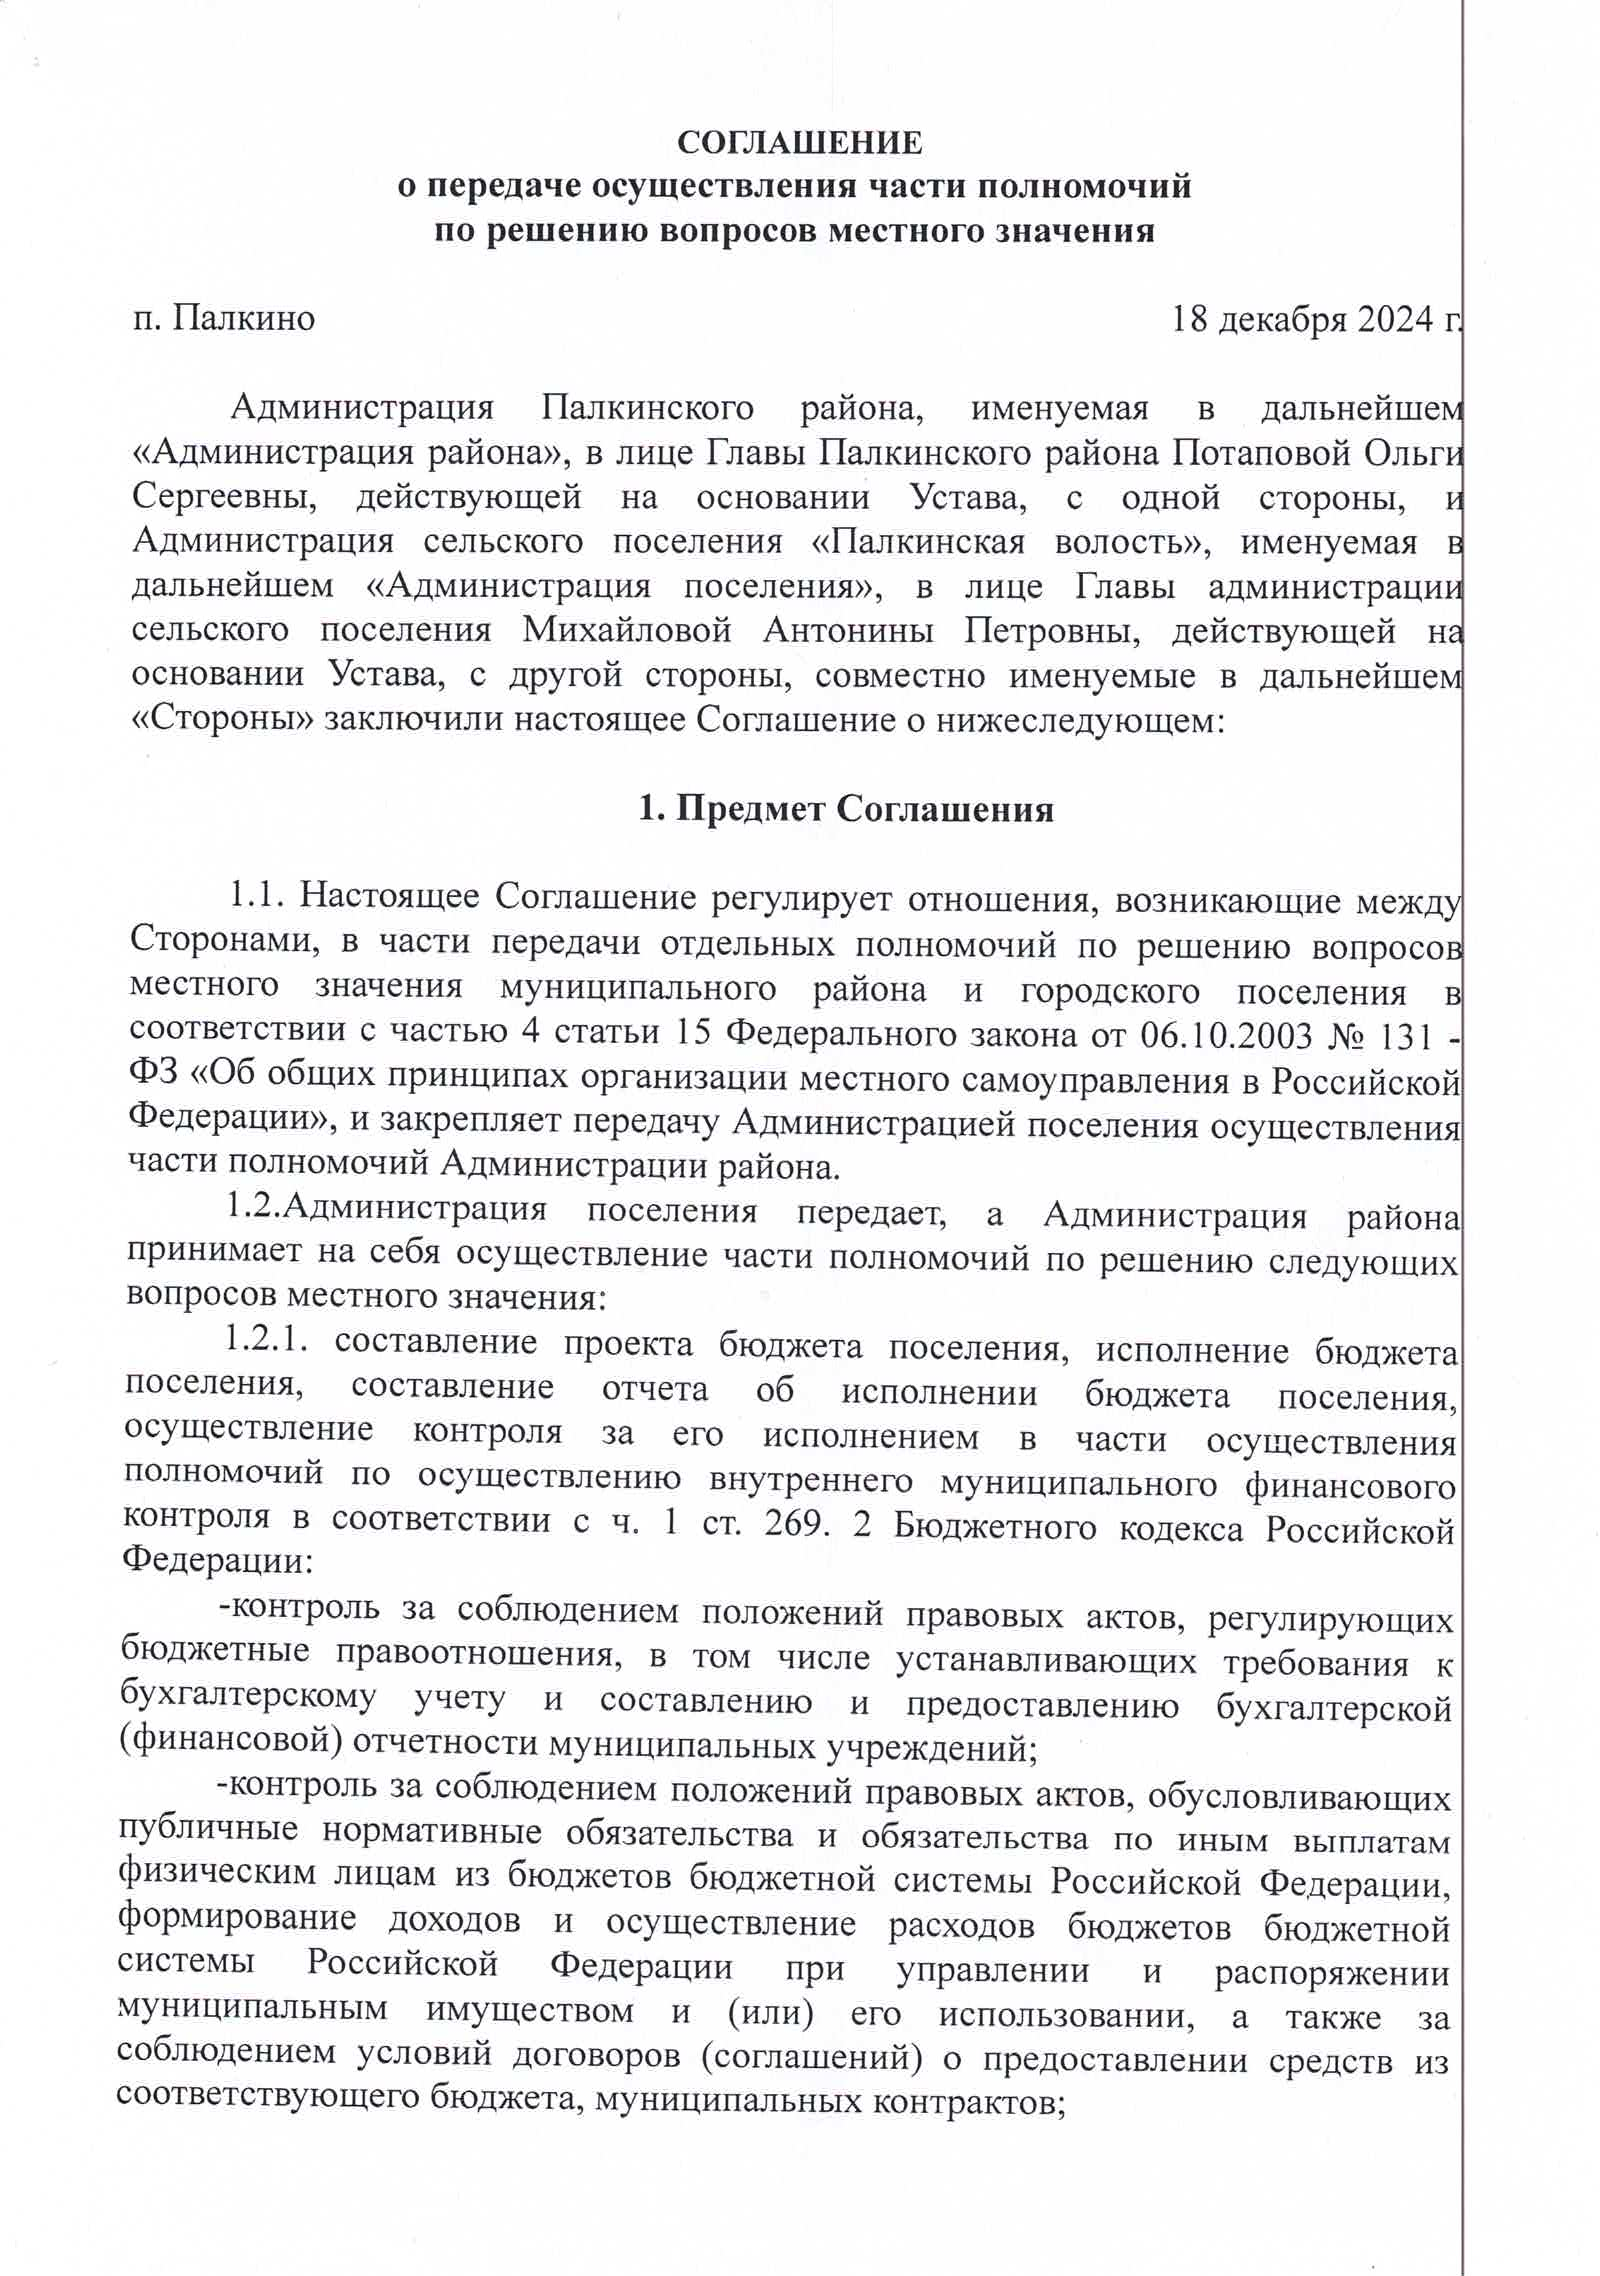 СОГЛАШЕНИЕ
о передаче осуществления части полномочий
по решению вопросов местного значения
п. Палкино 18 декабря 2024 г.
Администрация Палкинского района, именуемая в дальнейшем
«Администрация района», в лице Главы Палкинского района Потаповой Ольги
Сергеевны, действующей на основании Устава, с одной стороны, и
Администрация сельского поселения «Палкинская волость», именуемая в
дальнейшем «Администрация поселения», в лице Главы администрации
сельского поселения Михайловой Антонины Петровны, действующей на
основании Устава, с другой стороны, совместно именуемые в дальнейшем
«Стороны» заключили настоящее Соглашение о нижеследующем:
1. Предмет Соглашения
1.1. Настоящее Соглашение регулирует отношения, возникающие между
Сторонами, в части передачи отдельных полномочий по решению вопросов
местного значения муниципального района и городского поселения в
соответствии с частью 4 статьи 15 Федерального закона от 06.10.2003 № 131 -
ФЗ «Об общих принципах организации местного самоуправления в Российской
Федерации», и закрепляет передачу Администрацией поселения осуществления
части полномочий Администрации района.
1.2.Администрация поселения передает, а Администрация района
принимает на себя осуществление части полномочий по решению следующих
вопросов местного значения:
1.2.1. составление проекта бюджета поселения, исполнение бюджета
поселения, составление отчета об исполнении бюджета поселения,
осуществление контроля за его исполнением в части осуществления
полномочий по осуществлению внутреннего муниципального финансового
контроля в соответствии с ч. 1 ст. 269. 2 Бюджетного кодекса Российской
Федерации:
-контроль за соблюдением положений правовых актов, регулирующих
бюджетные правоотношения, в том числе устанавливающих требования к
бухгалтерскому учету и составлению и предоставлению бухгалтерской
(финансовой) отчетности муниципальных учреждений;
-контроль за соблюдением положений правовых актов, обусловливающих
публичные нормативные обязательства и обязательства по иным выплатам
физическим лицам из бюджетов бюджетной системы Российской Федерации,
формирование доходов и осуществление расходов бюджетов бюджетной
системы Российской Федерации при управлении и распоряжении
муниципальным имуществом и (или) его использовании, а также за
соблюдением условий договоров (соглашений) о предоставлении средств из
соответствующего бюджета, муниципальных контрактов;